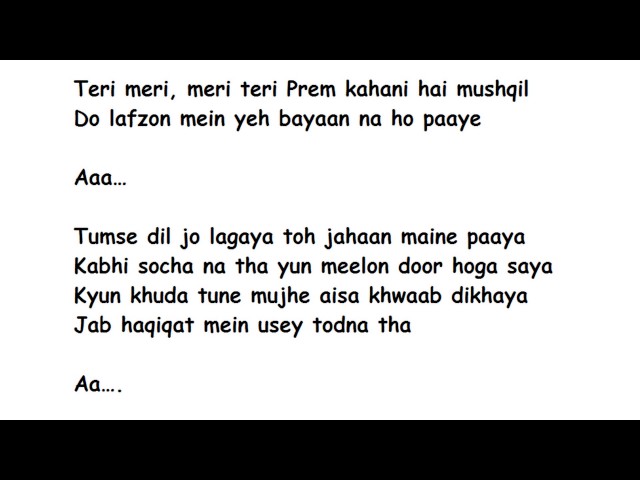 Teri meri, meri teri Prem kahani hai mushqil
Do lafzon mein yeh bayaan na ho paaye
Aaa…
Tumse dil jo lagaya toh jahaan maine paaya
Kabhi socha na tha yun meelon door hoga saya
Kyun khuda tune mujhe aisa khwaab dikhaya
Jab haqiqat mein usey todna tha
Aa….